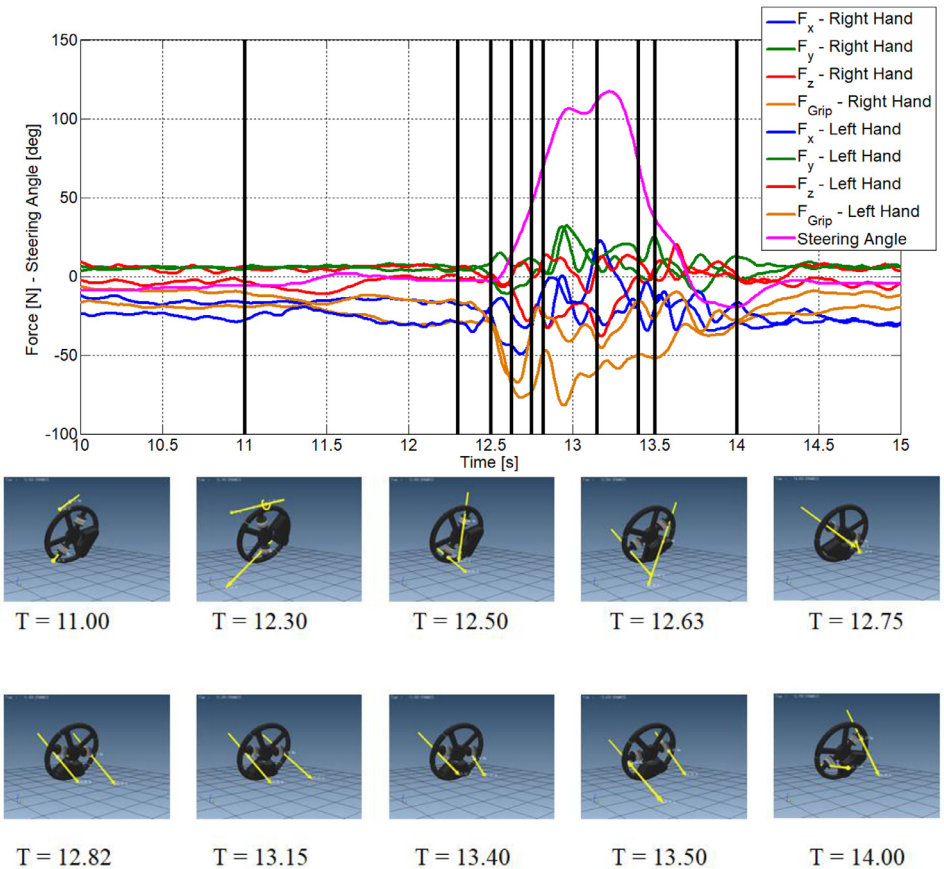 F_x - Right Hand
F_y - Right Hand
F_z - Right Hand
F_Grip - Right Hand
F_x - Left Hand
F_y - Left Hand
F_z - Left Hand
F_Grip - Left Hand
Steering Angle
Force [N] - Steering Angle [deg]
150
100
50
0
-50
-100
10
10.5
11
11.5
12
12.5
13
13.5
14
14.5
15
Time [s]
T = 11.00
T = 12.30
T = 12.50
T = 12.63
T = 12.75
T = 12.82
T = 13.15
T = 13.40
T = 13.50
T = 14.00